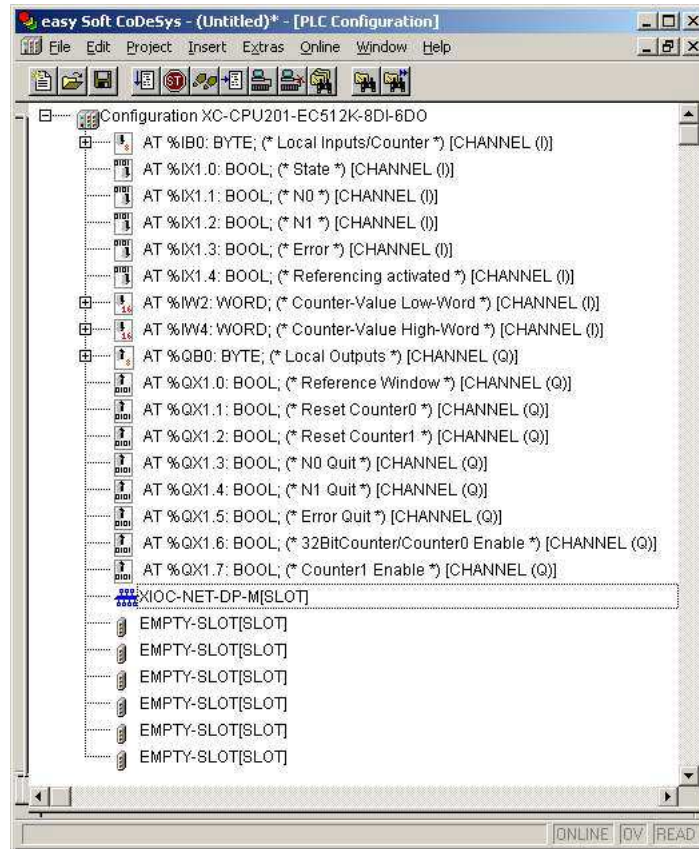 easy Soft CoDeSys - (Untitled)* - [PLC Configuration]
File Edit Project Insert Extras Online Window Help
Configuration XC-CPU201-EC512K-8DI-6DO
AT %IB0: BYTE; (* Local Inputs/Counter *) [CHANNEL (I)]
AT %IX1.0: BOOL; (* State *) [CHANNEL (I)]
AT %IX1.1: BOOL; (* N0 *) [CHANNEL (I)]
AT %IX1.2: BOOL; (* N1 *) [CHANNEL (I)]
AT %IX1.3: BOOL; (* Error *) [CHANNEL (I)]
AT %IX1.4: BOOL; (* Referencing activated *) [CHANNEL (I)]
AT %IW2: WORD; (* Counter-Value Low-Word *) [CHANNEL (I)]
AT %IW4: WORD; (* Counter-Value High-Word *) [CHANNEL (I)]
AT %QB0: BYTE; (* Local Outputs *) [CHANNEL (Q)]
AT %QX1.0: BOOL; (* Reference Window *) [CHANNEL (Q)]
AT %QX1.1: BOOL; (* Reset Counter0 *) [CHANNEL (Q)]
AT %QX1.2: BOOL; (* Reset Counter1 *) [CHANNEL (Q)]
AT %QX1.3: BOOL; (* N0 Quit *) [CHANNEL (Q)]
AT %QX1.4: BOOL; (* N1 Quit *) [CHANNEL (Q)]
AT %QX1.5: BOOL; (* Error Quit *) [CHANNEL (Q)]
AT %QX1.6: BOOL; (* 32BitCounter/Counter0 Enable *) [CHANNEL (Q)]
AT %QX1.7: BOOL; (* Counter1 Enable *) [CHANNEL (Q)]
XIOC-NET-DP-M[SLOT]
EMPTY-SLOT[SLOT]
EMPTY-SLOT[SLOT]
EMPTY-SLOT[SLOT]
EMPTY-SLOT[SLOT]
EMPTY-SLOT[SLOT]
EMPTY-SLOT[SLOT]
ONLINE OV READ